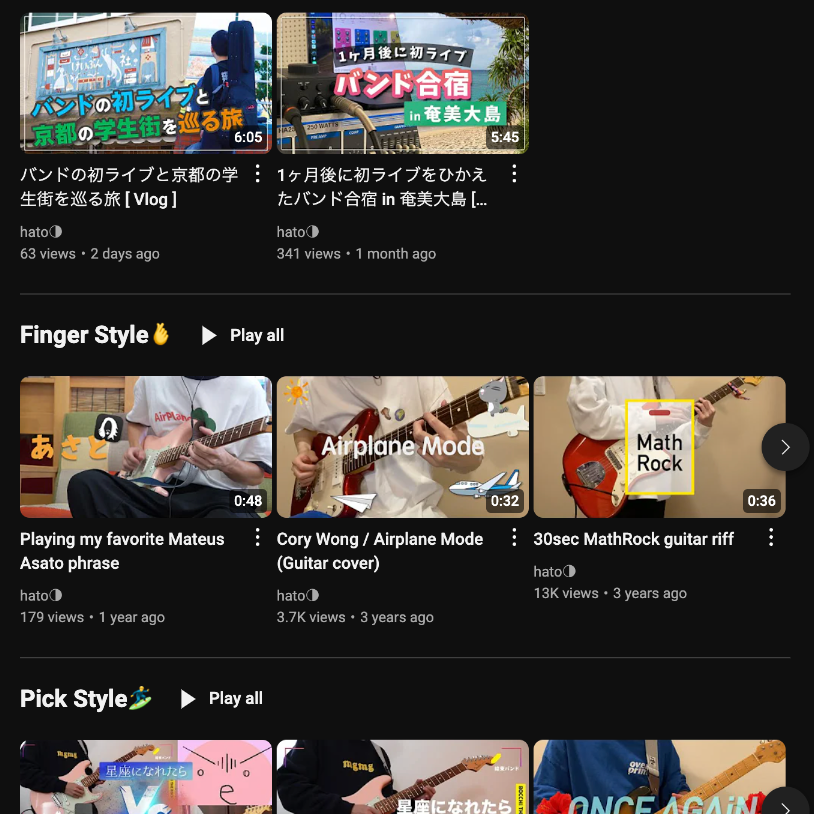 バンドの初ライブと
京都の学生街を巡る旅
6:05
1ヶ月後に初ライブ
バンド合宿
in 奄美大島
5:45
バンドの初ライブと京都の学
生街を巡る旅 [ Vlog ]
hato◑
63 views • 2 days ago
1ヶ月後に初ライブをひかえ
たバンド合宿 in 奄美大島 [...
hato◑
341 views • 1 month ago
Finger Style🫰
Play all
あさと
0:48
Airplane Mode
0:32
Math
Rock
0:36
Playing my favorite Mateus
Asato phrase
hato◑
179 views • 1 year ago
Cory Wong / Airplane Mode
(Guitar cover)
hato◑
3.7K views • 3 years ago
30sec MathRock guitar riff
hato◑
13K views • 3 years ago
Pick Style🏄‍♂️
Play all
mgmg
星座になれたら
mgmg
結束バンド
星座になれたら
ONCE AGAiN